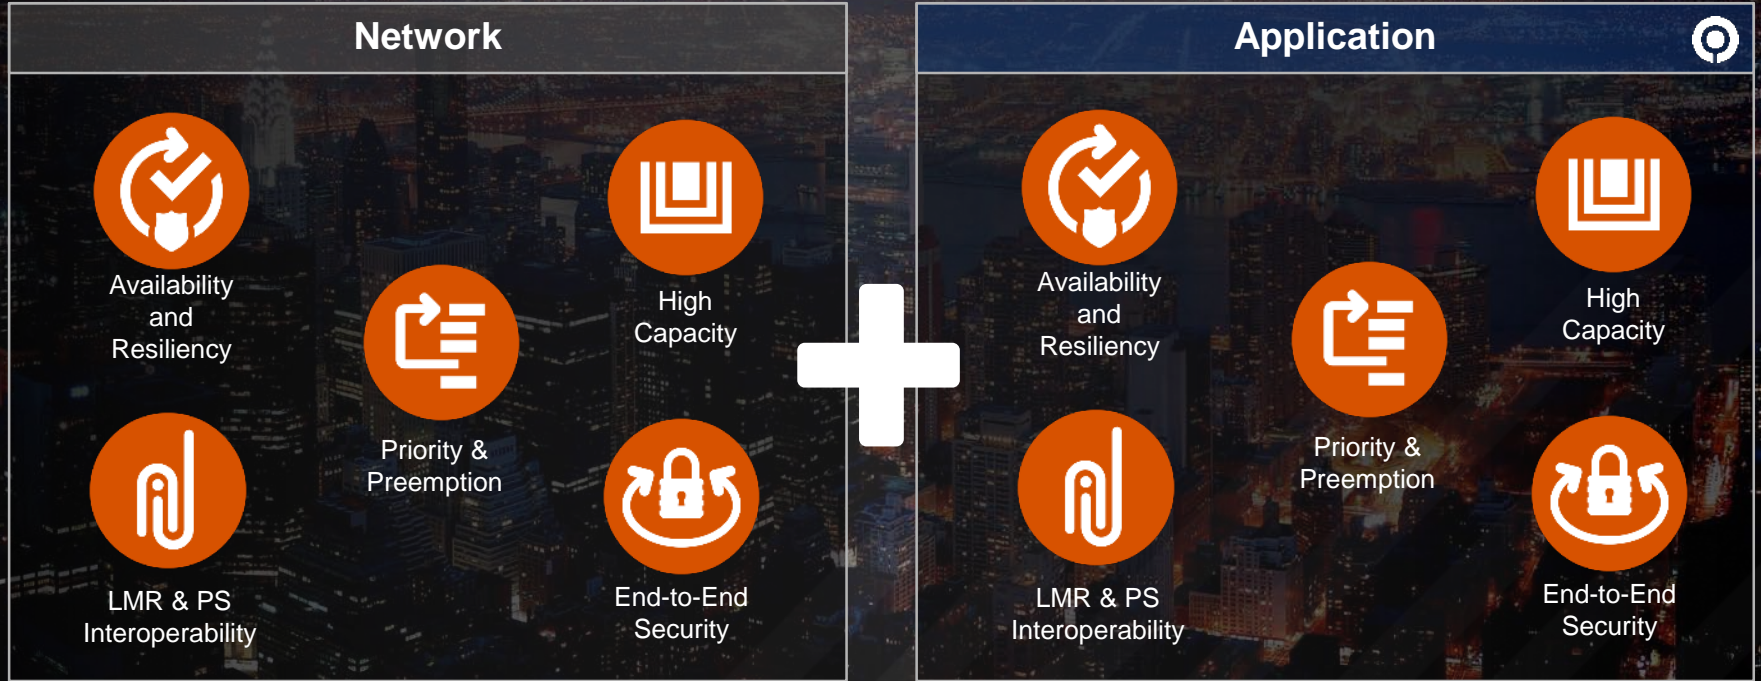 Network
Availability
and
Resiliency
High
Capacity
Priority &
Preemption
LMR & PS
Interoperability
End-to-End
Security
Application
Availability
and
Resiliency
High
Capacity
Priority &
Preemption
LMR & PS
Interoperability
End-to-End
Security